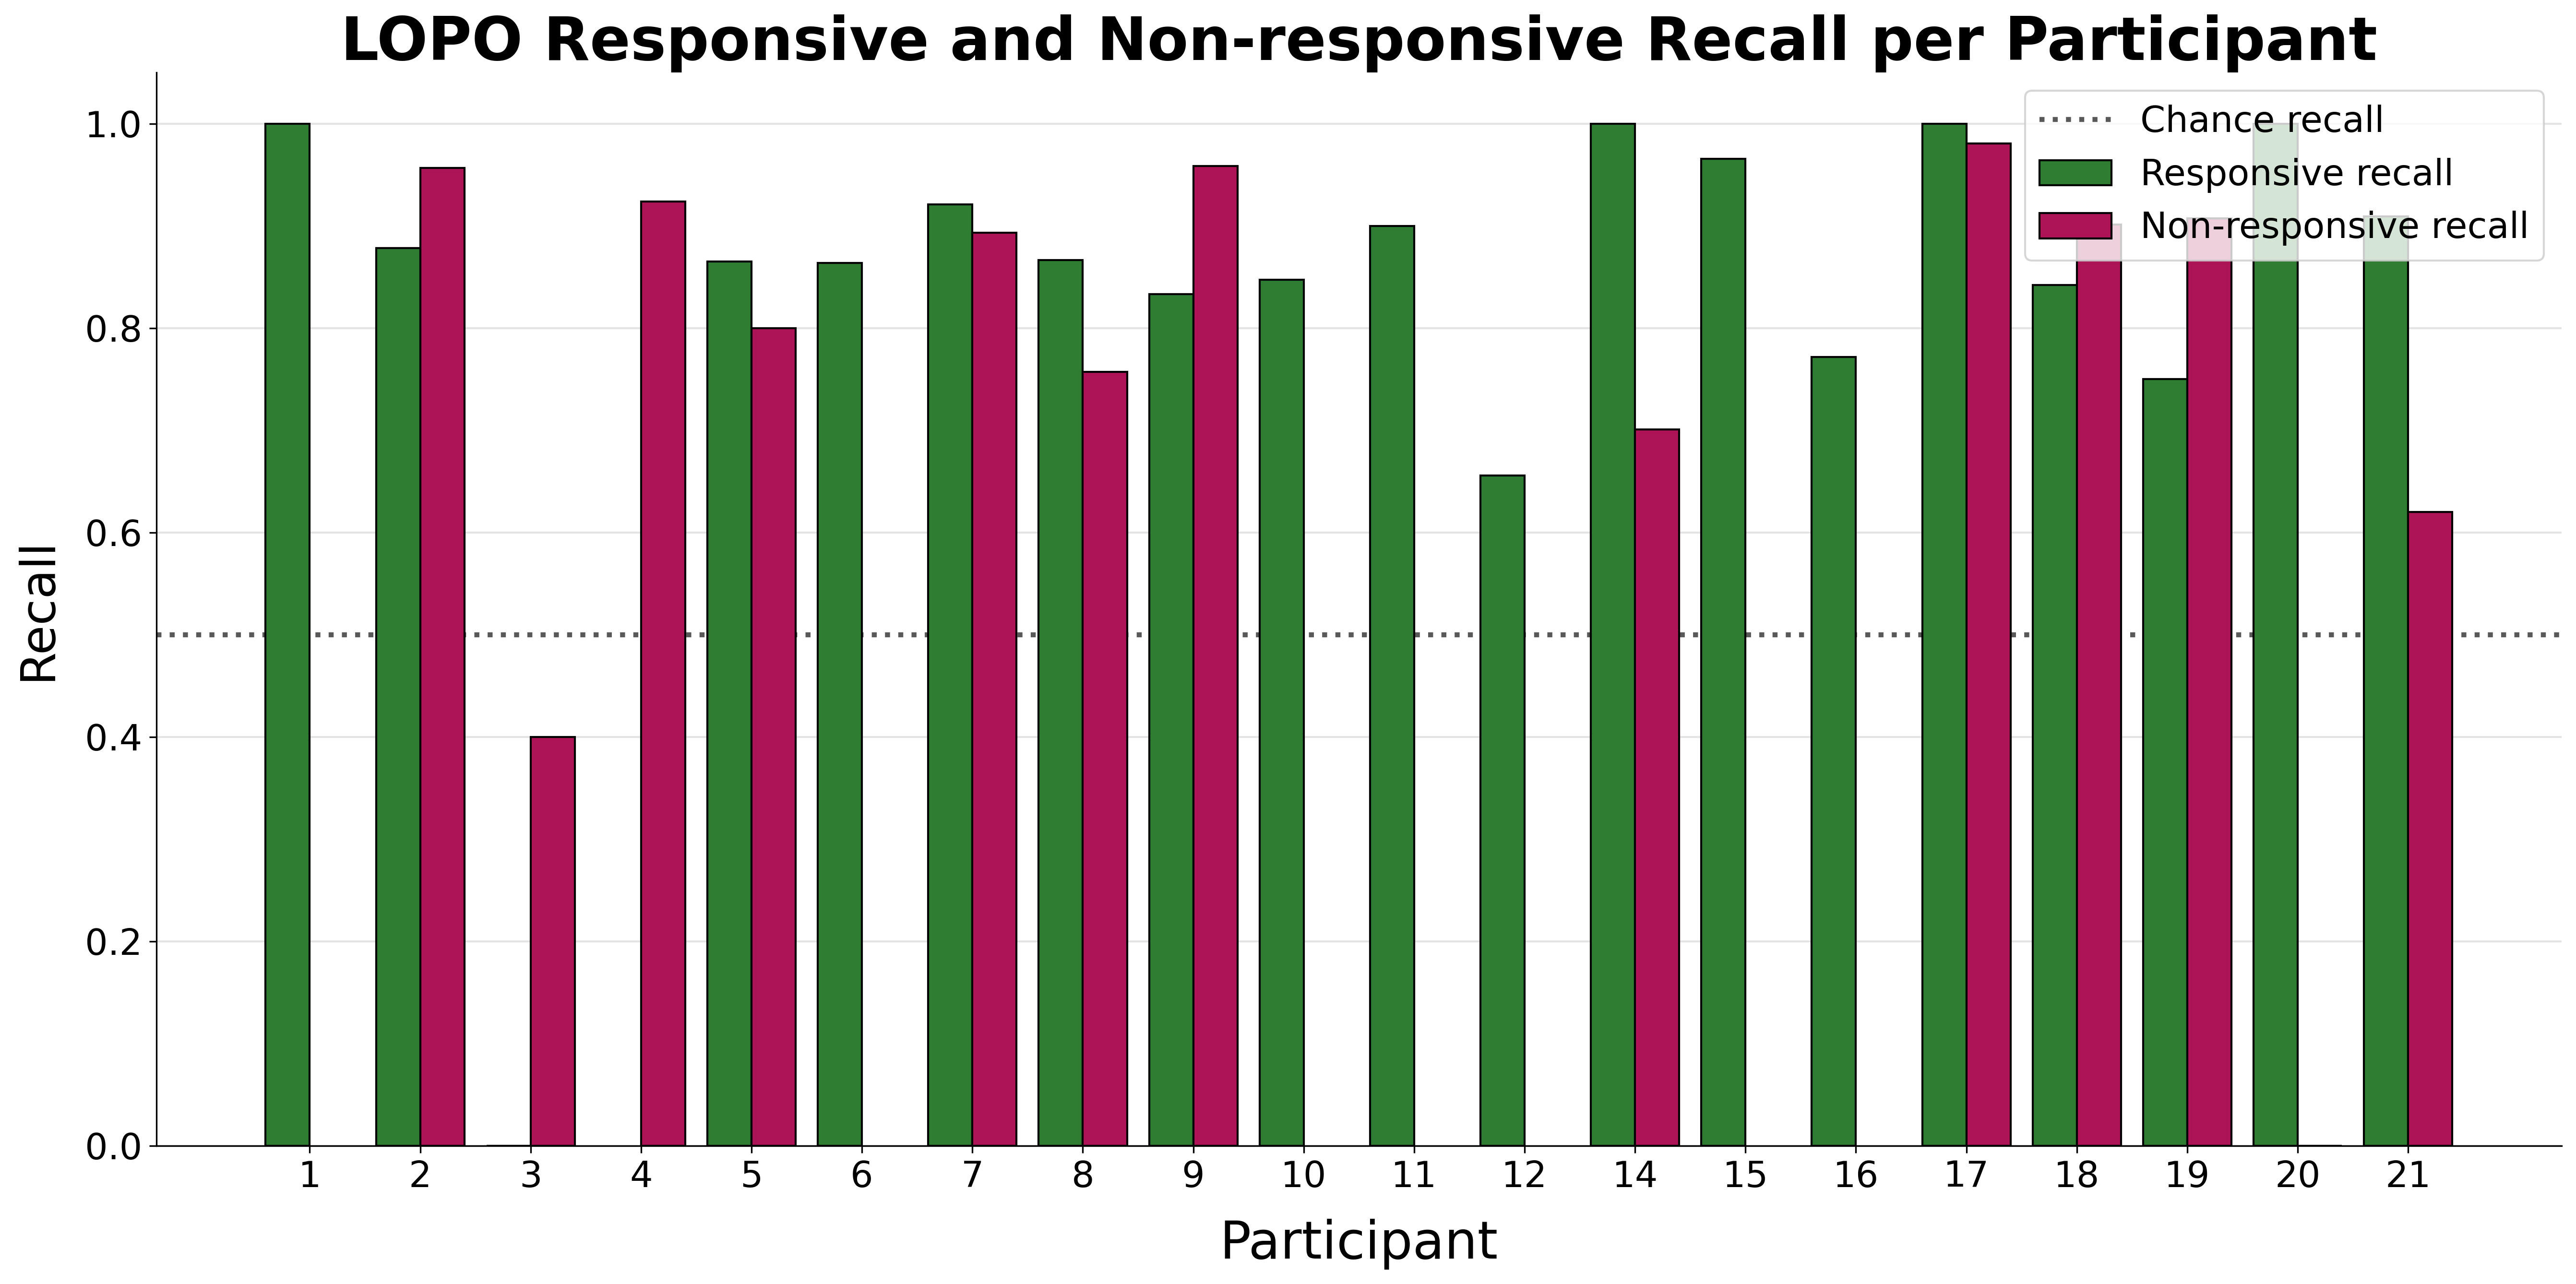 LOPO Responsive and Non-responsive Recall per Participant
Chance recall
Responsive recall
Non-responsive recall
Recall
1.0
0.8
0.6
0.4
0.2
0.0
1 2 3 4 5 6 7 8 9 10 11 12 14 15 16 17 18 19 20 21
Participant